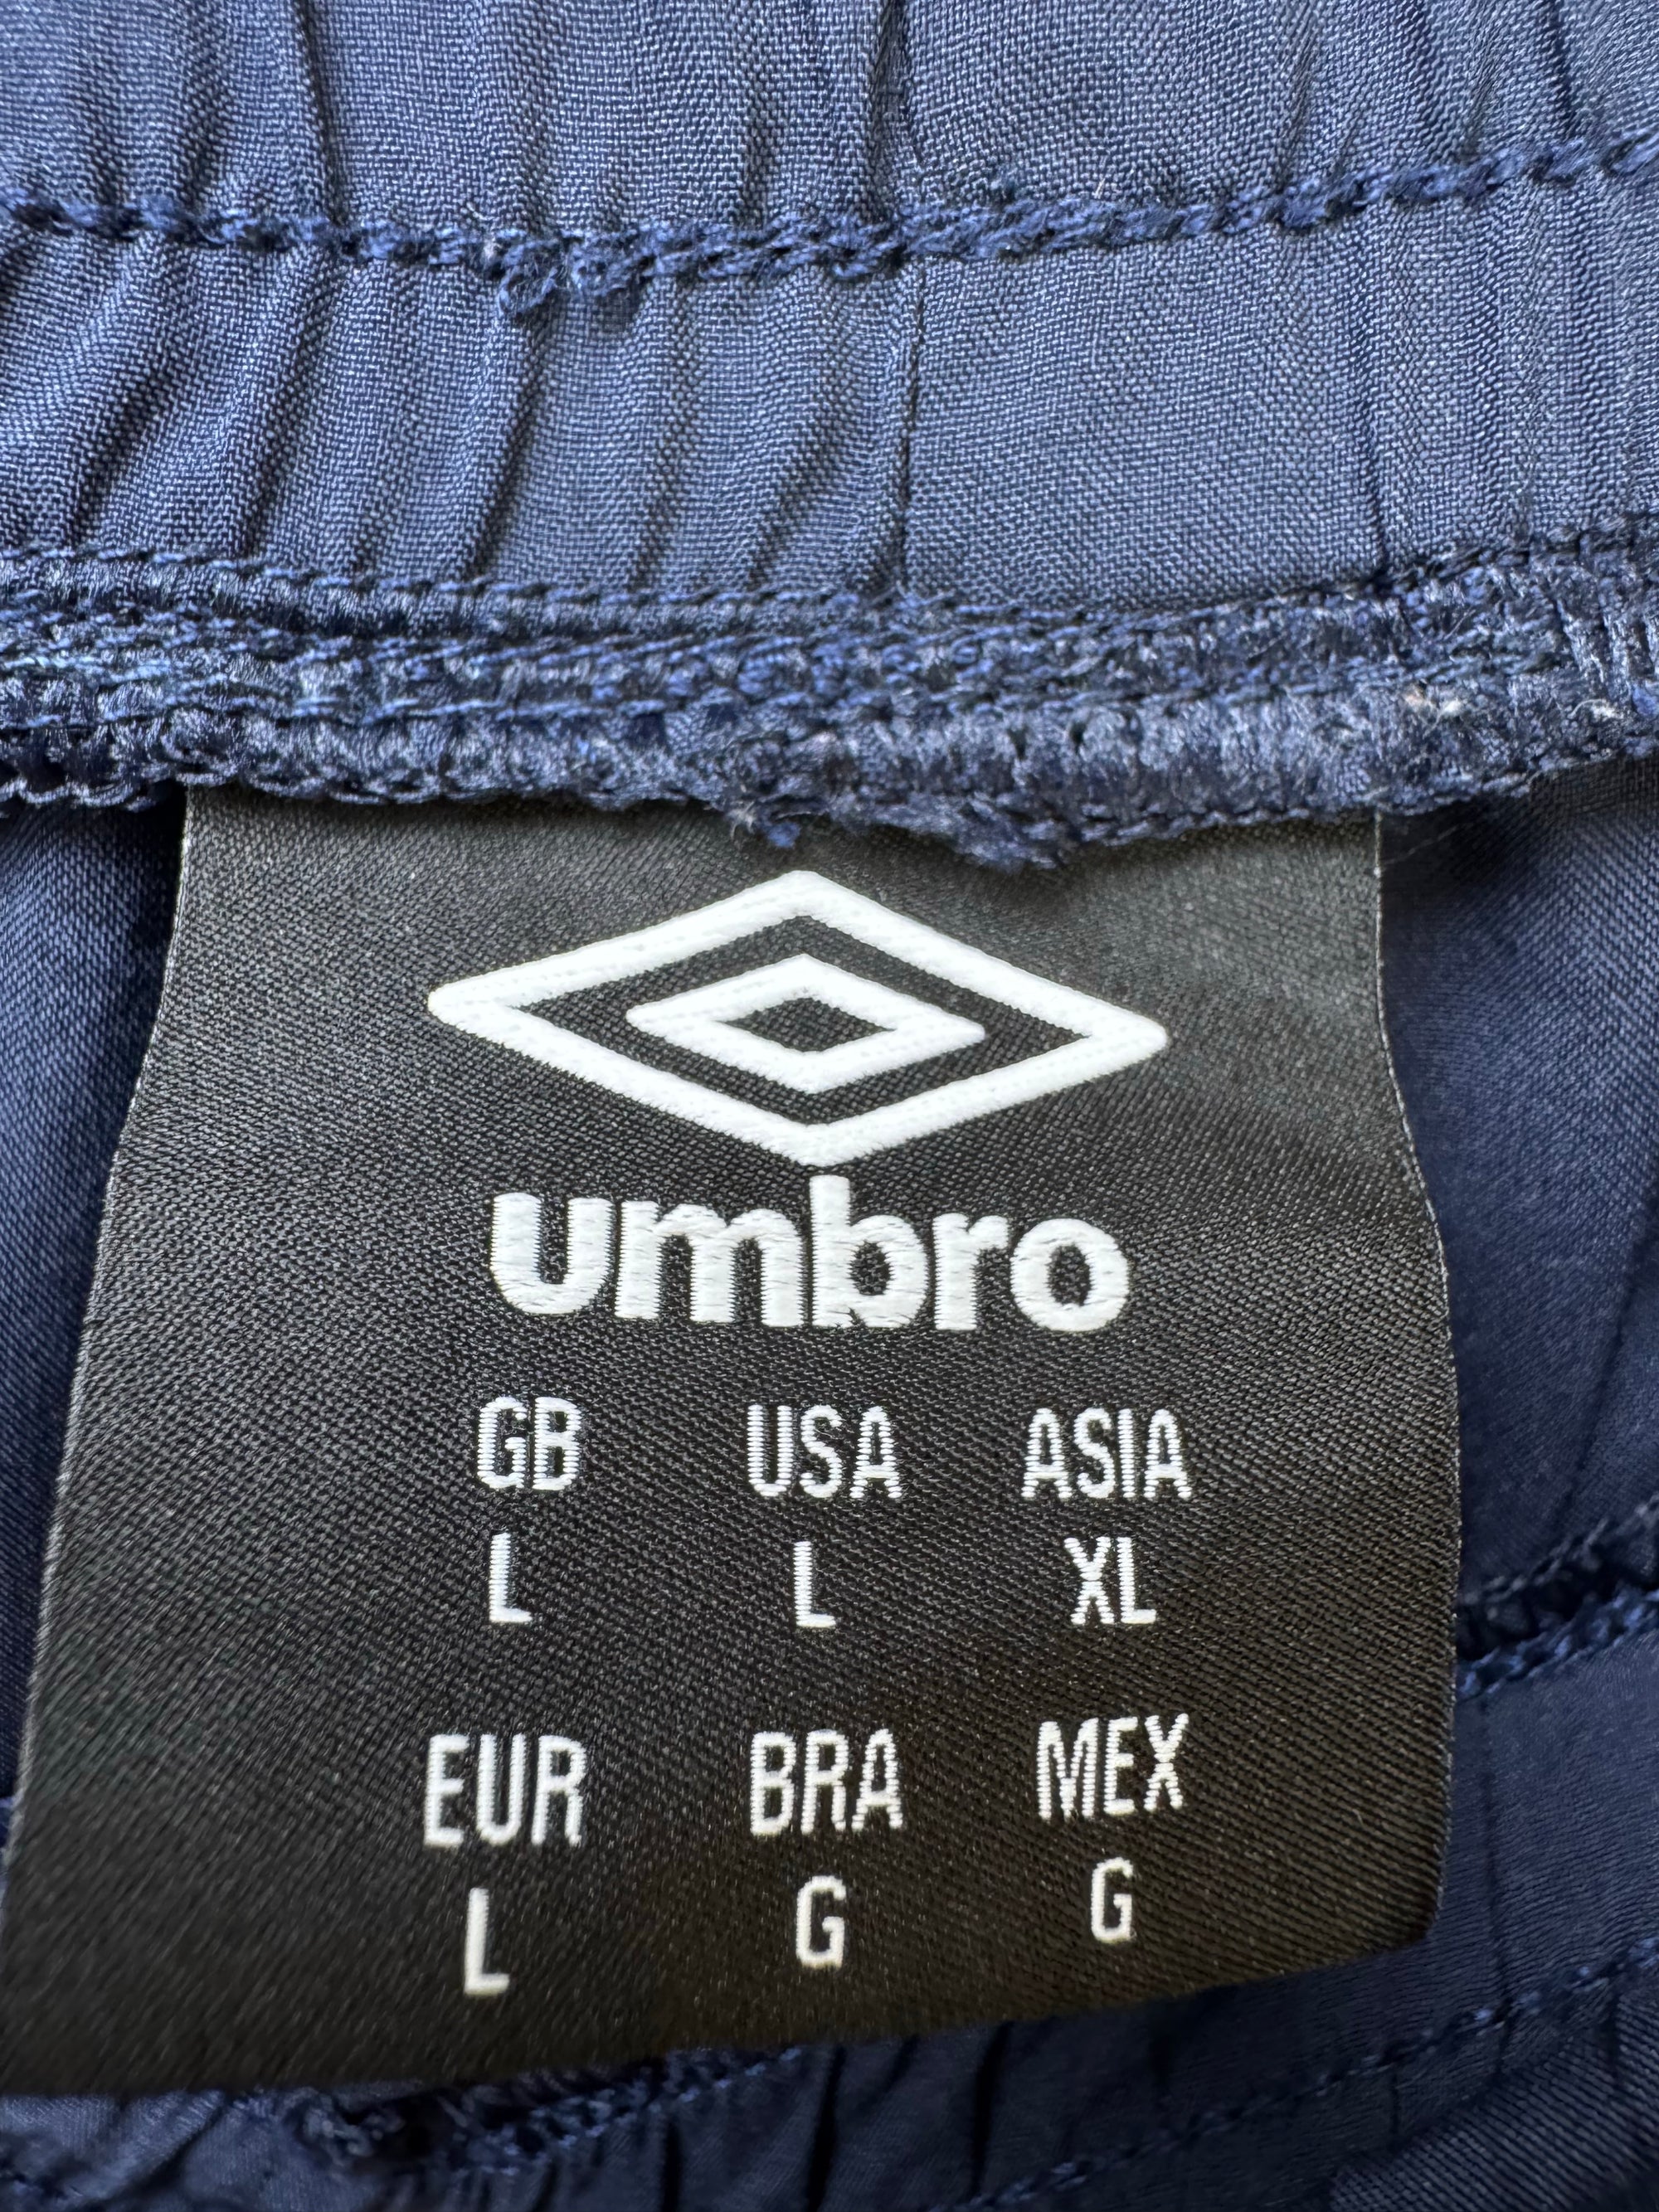 umbro
GB USA ASIA
L L XL
EUR BRA MEX
L G G